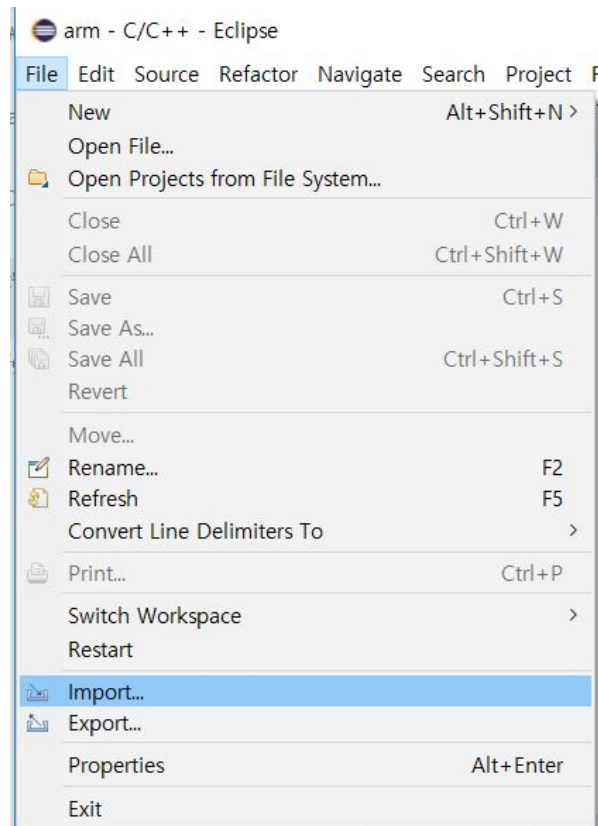 arm - C/C++ - Eclipse
File Edit Source Refactor Navigate Search Project
New Alt+Shift+N >
Open File...
Open Projects from File System...
Close Ctrl+W
Close All Ctrl+Shift+W
Save Ctrl+S
Save As...
Save All Ctrl+Shift+S
Revert
Move...
Rename... F2
Refresh F5
Convert Line Delimiters To >
Print... Ctrl+P
Switch Workspace >
Restart
Import...
Export...
Properties Alt+Enter
Exit